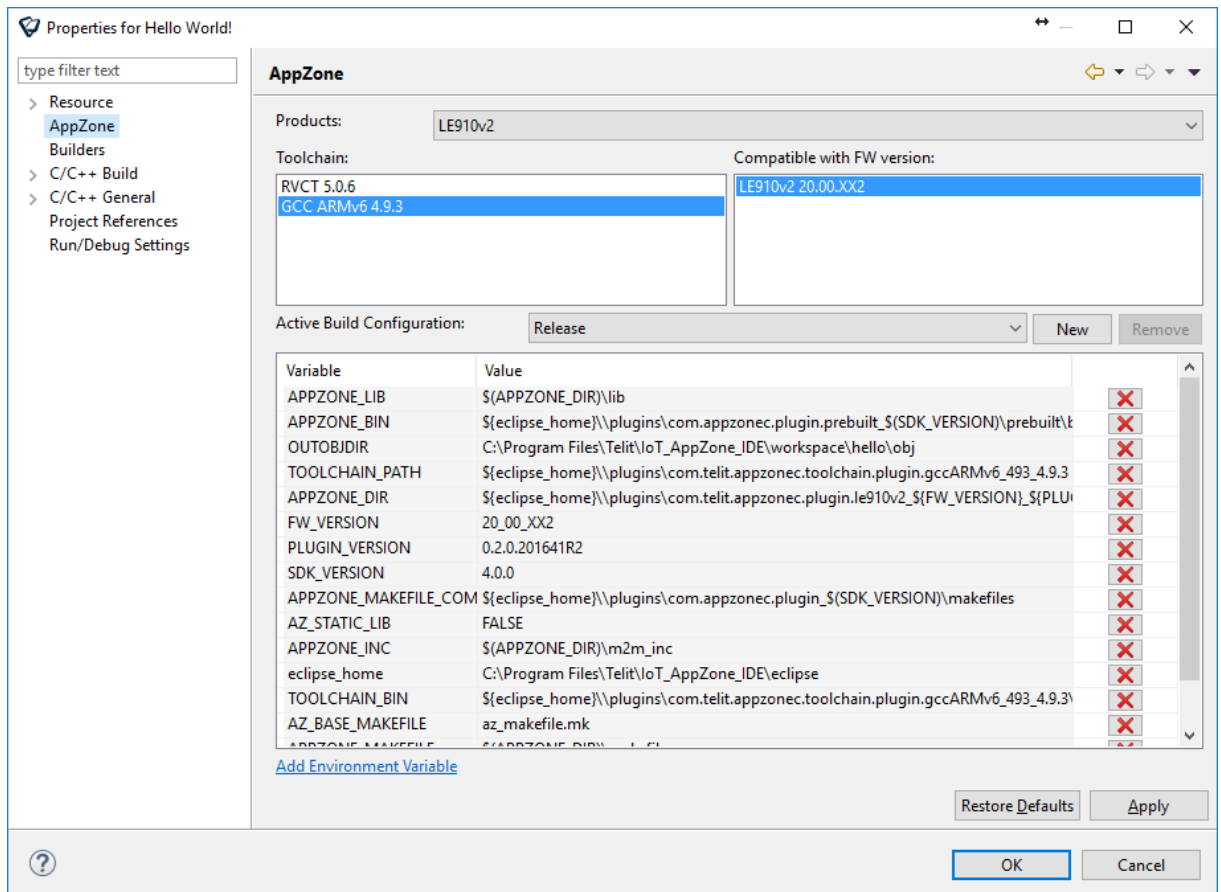 Properties for Hello World!
type filter text
Resource
AppZone
Builders
C/C++ Build
C/C++ General
Project References
Run/Debug Settings
AppZone
Products:
LE910v2
Toolchain:
Compatible with FW version:
RVCT 5.0.6
GCC ARMv6 4.9.3
LE910v2 20.00.XX2
Active Build Configuration:
Release
New
Remove
Variable Value
APPZONE_LIB $(APPZONE_DIR)\lib
APPZONE_BIN ${eclipse_home}\\plugins\com.appzonec.plugin.prebuilt_$(SDK_VERSION)\prebuilt\
OUTOBJDIR C:\Program Files\Telit\IoT_AppZone_IDE\workspace\hello\obj
TOOLCHAIN_PATH ${eclipse_home}\\plugins\com.telit.appzonec.toolchain.plugin.gccARMv6_493_4.9.3
APPZONE_DIR ${eclipse_home}\\plugins\com.telit.appzonec.plugin.le910v2_${FW_VERSION}_${PLU
FW_VERSION 20_00_XX2
PLUGIN_VERSION 0.2.0.201641R2
SDK_VERSION 4.0.0
APPZONE_MAKEFILE_COM ${eclipse_home}\\plugins\com.appzonec.plugin_$(SDK_VERSION)\makefiles
AZ_STATIC_LIB FALSE
APPZONE_INC $(APPZONE_DIR)\m2m_inc
eclipse_home C:\Program Files\Telit\IoT_AppZone_IDE\eclipse
TOOLCHAIN_BIN ${eclipse_home}\\plugins\com.telit.appzonec.toolchain.plugin.gccARMv6_493_4.9.3\
AZ_BASE_MAKEFILE az_makefile.mk
Add Environment Variable
Restore Defaults
Apply
OK
Cancel